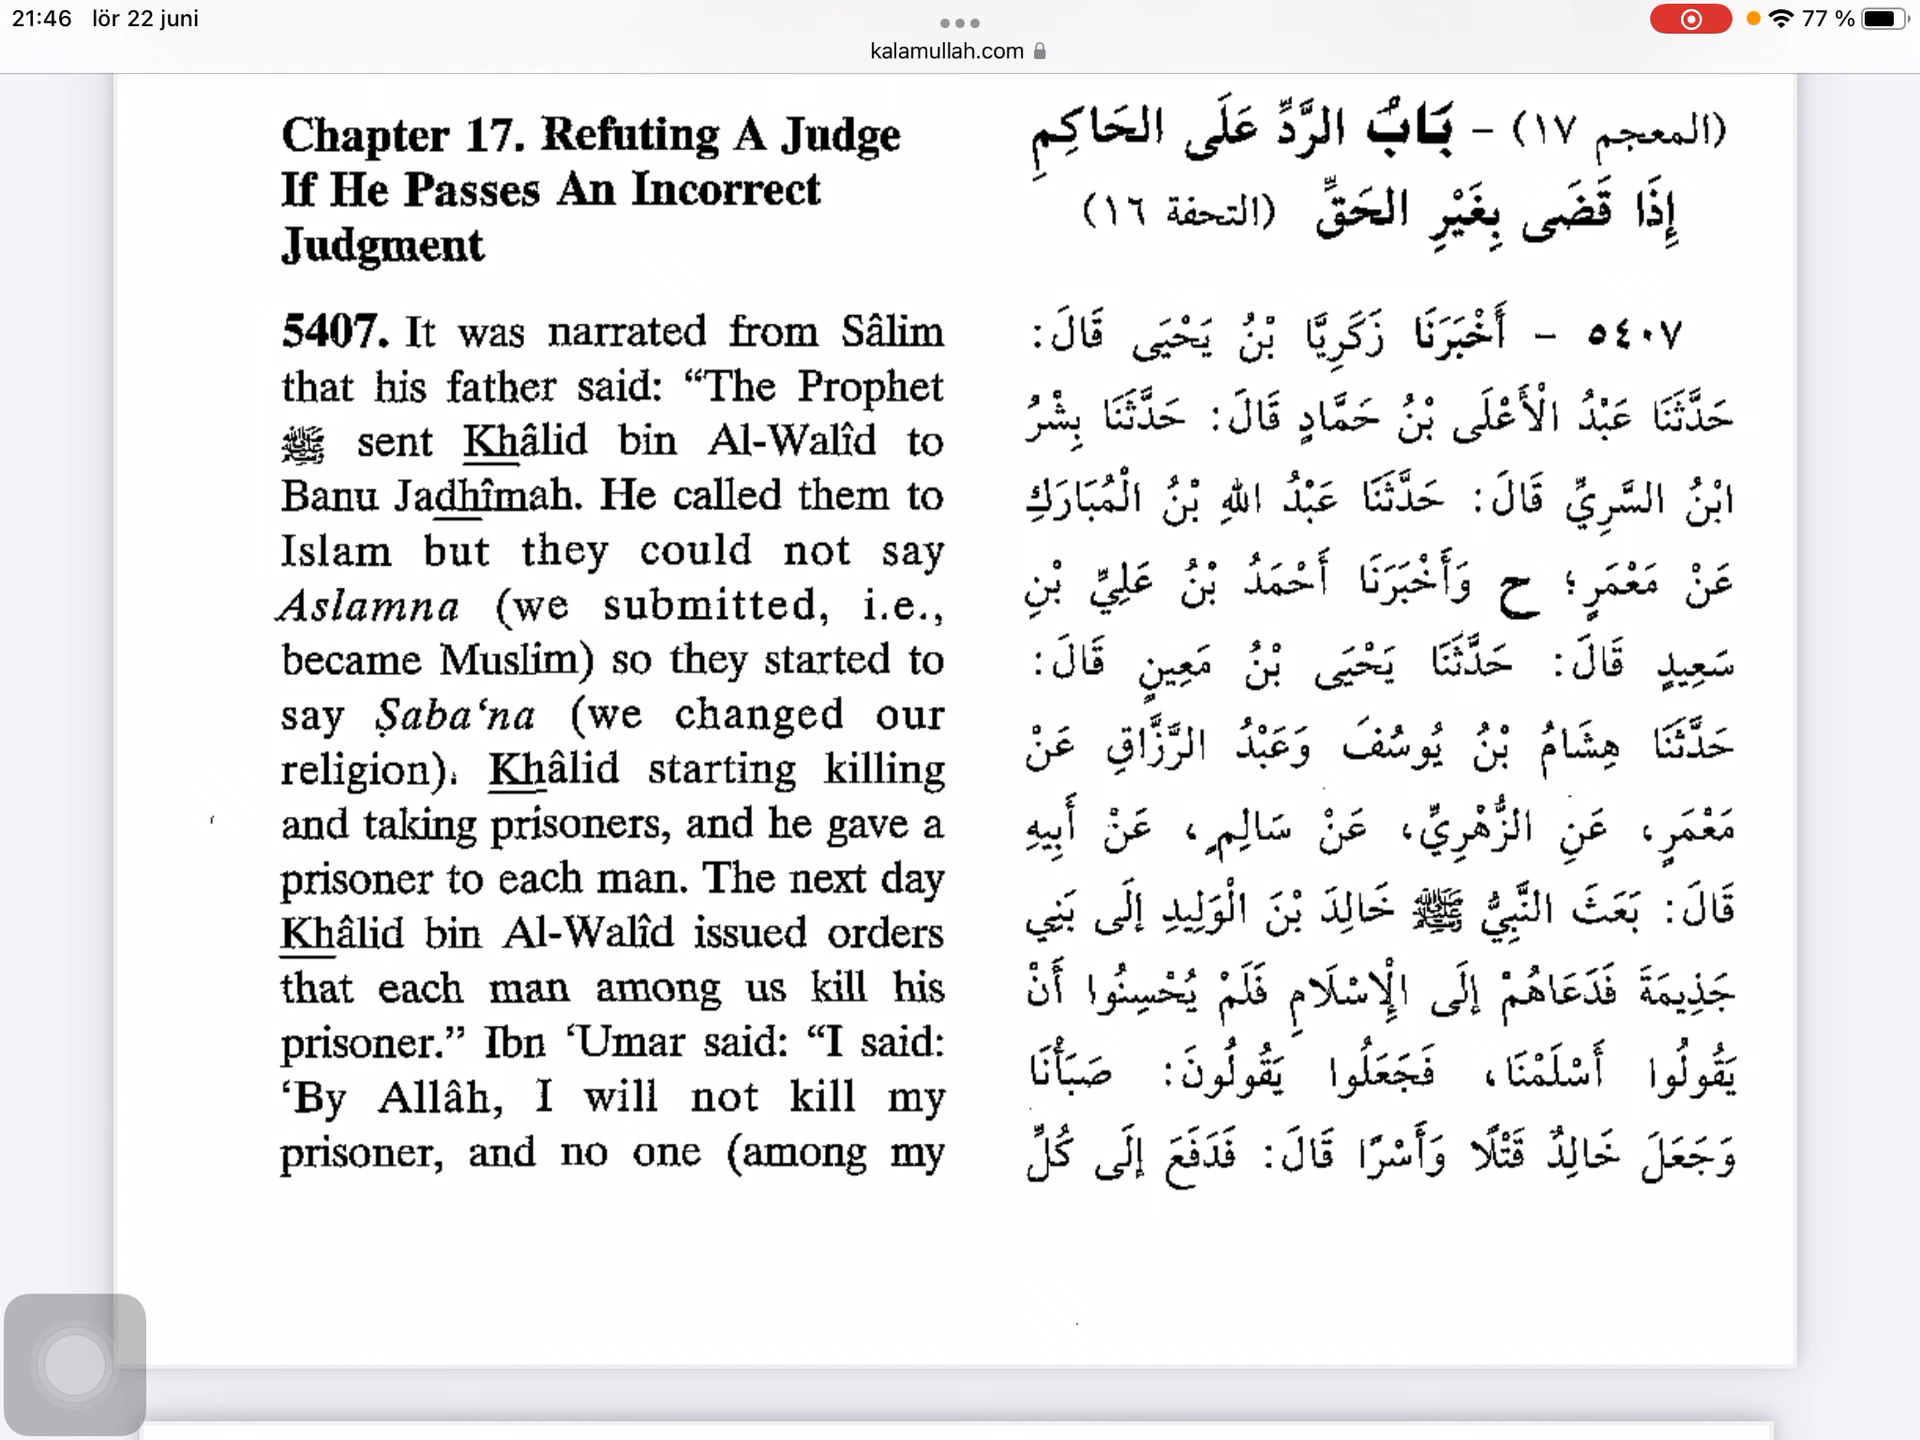 21:46 lör 22 juni
77 %
kalamullah.com
Chapter 17. Refuting A Judge
If He Passes An Incorrect
Judgment
5407. It was narrated from Sâlim
that his father said: “The Prophet
ﷺ sent Khâlid bin Al-Walîd to
Banu Jadhîmah. He called them to
Islam but they could not say
Aslamna (we submitted, i.e.,
became Muslim) so they started to
say Ṣaba‘na (we changed our
religion). Khâlid starting killing
and taking prisoners, and he gave a
prisoner to each man. The next day
Khâlid bin Al-Walîd issued orders
that each man among us kill his
prisoner.” Ibn ‘Umar said: “I said:
‘By Allâh, I will not kill my
prisoner, and no one (among my
(المعجم ١٧) - بَابُ الرَّدِّ عَلَى الحَاكِمِ
إِذَا قَضَى بِغَيْرِ الحَقِّ (التحفة ١٦)
٥٤٠٧ - أَخْبَرَنَا زَكَرِيَّا بْنُ يَحْيَى قَالَ:
حَدَّثَنَا عَبْدُ الْأَعْلَى بْنُ حَمَّادٍ قَالَ: حَدَّثَنَا بِشْرُ
ابْنُ السَّرِيِّ قَالَ: حَدَّثَنَا عَبْدُ اللهِ بْنُ الْمُبَارَكِ
عَنْ مَعْمَرٍ؛ ح وَأَخْبَرَنَا أَحْمَدُ بْنُ عَلِيِّ بْنِ
سَعِيدٍ قَالَ: حَدَّثَنَا يَحْيَى بْنُ مَعِينٍ قَالَ:
حَدَّثَنَا هِشَامُ بْنُ يُوسُفَ وَعَبْدُ الرَّزَّاقِ عَنْ
مَعْمَرٍ، عَنِ الزُّهْرِيِّ، عَنْ سَالِمٍ، عَنْ أَبِيهِ
قَالَ: بَعَثَ النَّبِيُّ ﷺ خَالِدَ بْنَ الْوَلِيدِ إِلَى بَنِي
جَذِيمَةَ فَدَعَاهُمْ إِلَى الْإِسْلَامِ فَلَمْ يُحْسِنُوا أَنْ
يَقُولُوا أَسْلَمْنَا، فَجَعَلُوا يَقُولُونَ: صَبَأْنَا
وَجَعَلَ خَالِدٌ قَتْلًا وَأَسْرًا قَالَ: فَدَفَعَ إِلَى كُلِّ